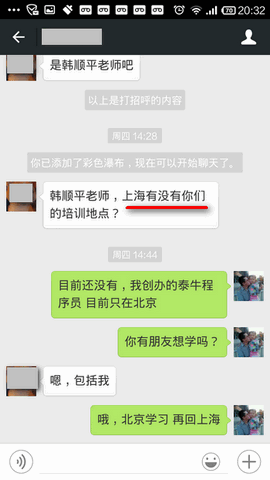 70 20:32
是韩顺平老师吧
以上是打招呼的内容
周四 14:28
你已添加了彩色瀑布，现在可以开始聊天了。
韩顺平老师，上海有没有你们
的培训地点？
周四 14:44
目前还没有，我创办的泰牛程
序员 目前只在北京
你有朋友想学吗？
嗯，包括我
哦，北京学习 再回上海